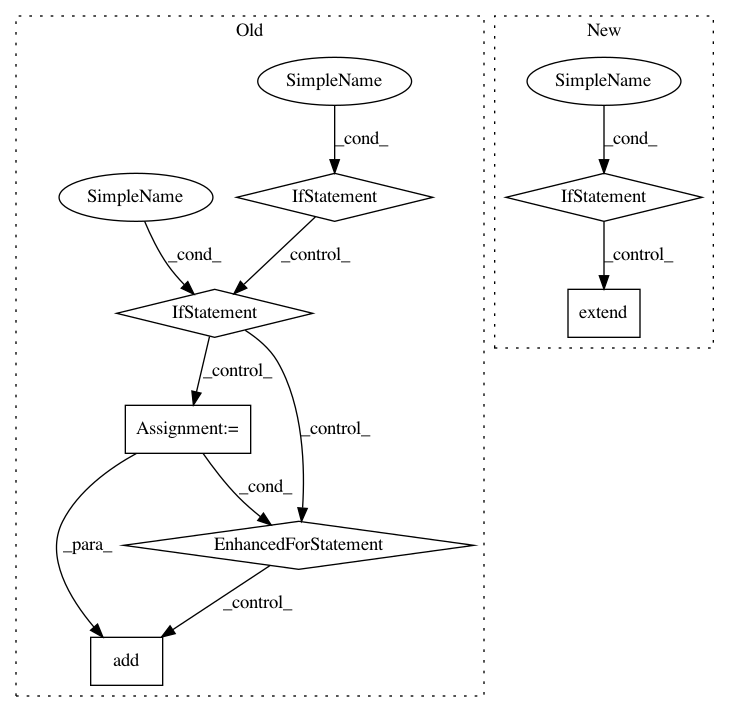 Old
New
SimpleName
SimpleName
_cond_
_cond_
SimpleName
IfStatement
IfStatement
_cond_
_control_
_control_
IfStatement
extend
_control_
_control_
Assignment:=
_cond_
_para_
EnhancedForStatement
_control_
add